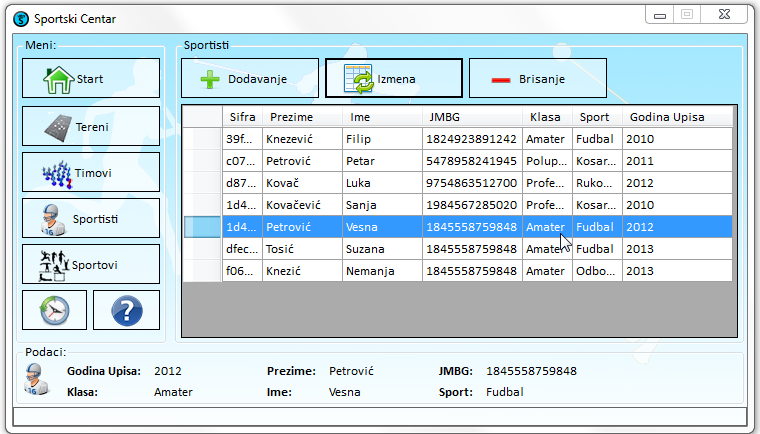 Sportski Centar
Meni:
Start
Tereni
Timovi
Sportisti
Sportovi
Sportisti
Dodavanje Izmena Brisanje
Sifra Prezime Ime JMBG Klasa Sport Godina Upisa
39f... Knezević Filip 1824923891242 Amater Fudbal 2010
c07... Petrović Petar 5478958241945 Polup... Kosar... 2011
d87... Kovač Luka 9754863512700 Profe... Ruko... 2012
1d4... Kovačević Sanja 1984567285020 Profe... Kosar... 2010
1d4... Petrović Vesna 1845558759848 Amater Fudbal 2012
dfec... Tosić Suzana 1845558759848 Amater Fudbal 2013
f06... Knezić Nemanja 1845558759848 Amater Odbo... 2013
Podaci:
Godina Upisa: 2012 Prezime: Petrović JMBG: 1845558759848
Klasa: Amater Ime: Vesna Sport: Fudbal